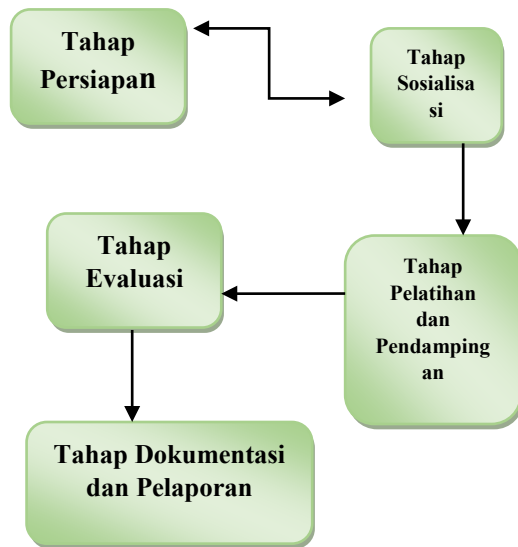 Tahap
Persiapan
Tahap
Sosialisa
si
Tahap
Pelatihan
dan
Pendamping
an
Tahap
Evaluasi
Tahap Dokumentasi
dan Pelaporan